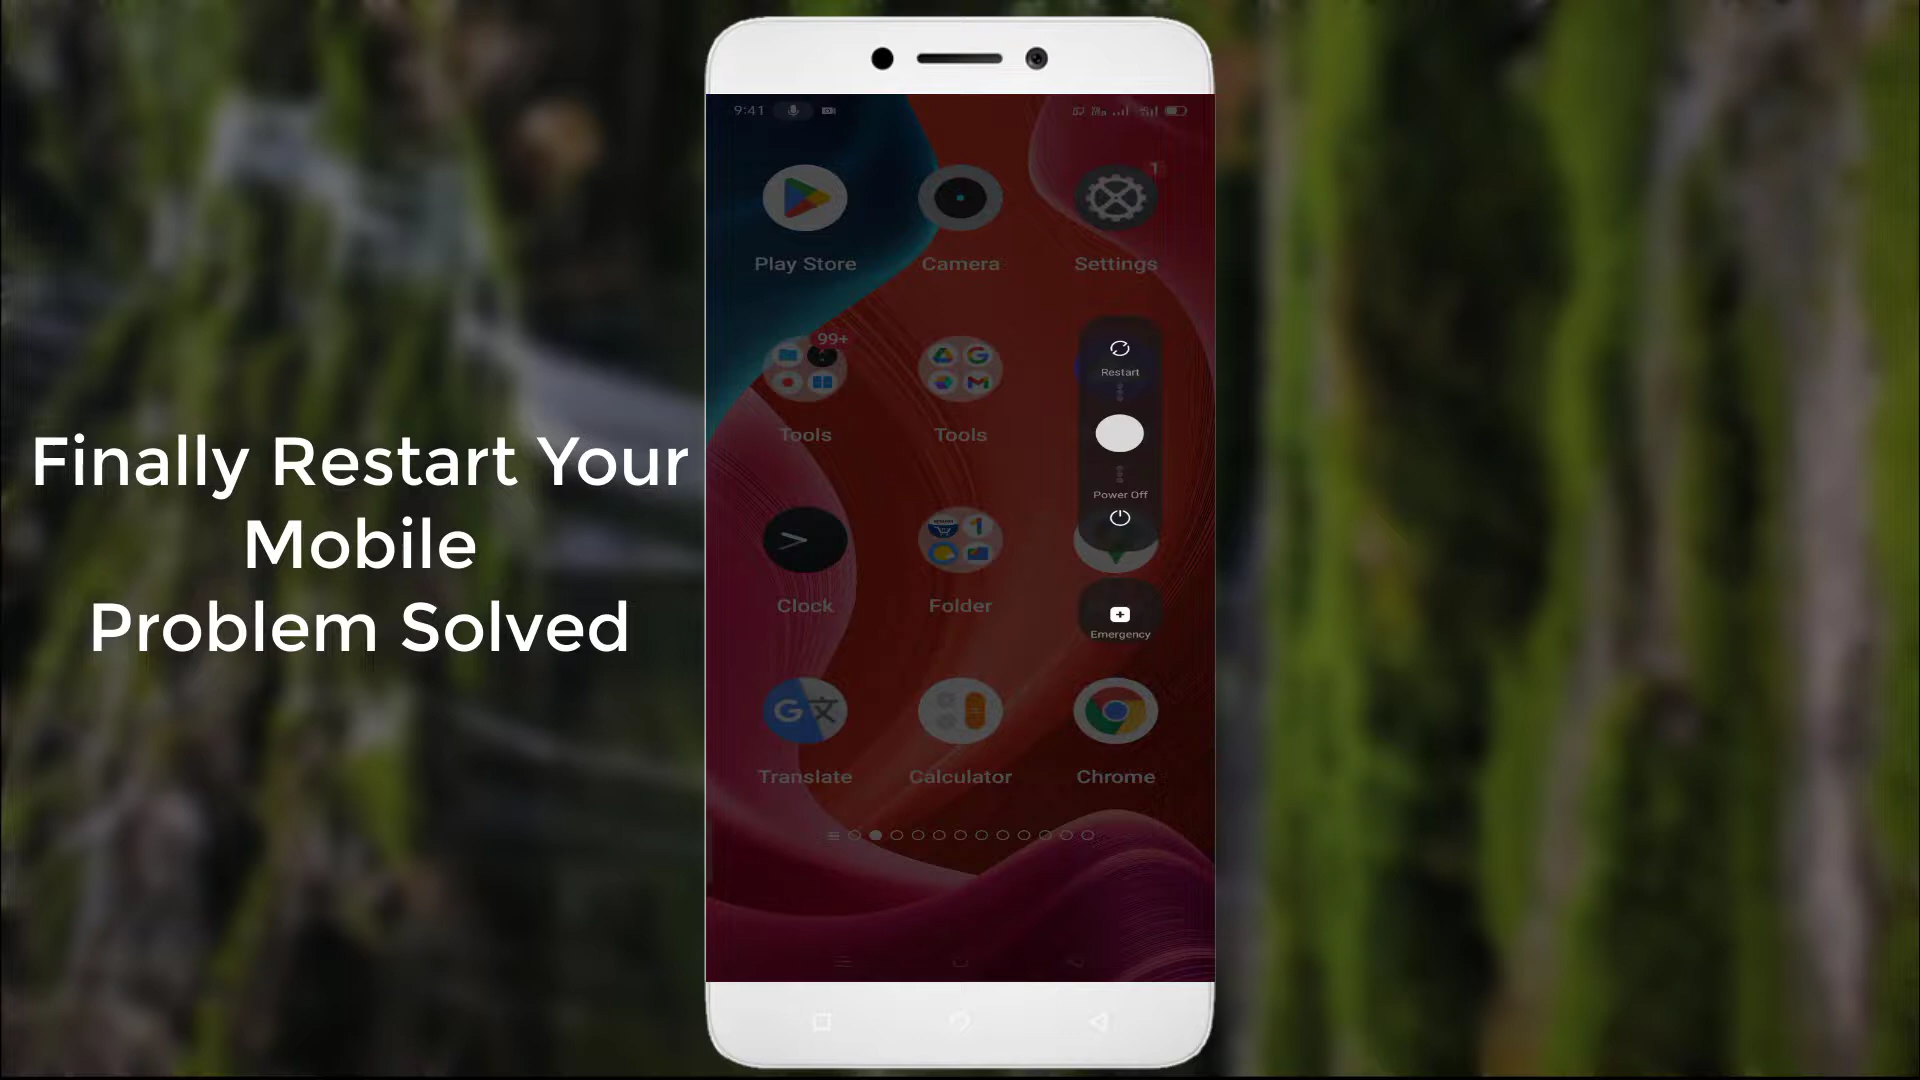 Finally Restart Your
Mobile
Problem Solved
9:41
Play Store
Camera
1
Settings
99+
Tools
Tools
Restart
Power Off
Clock
Folder
Emergency
Translate
Calculator
Chrome